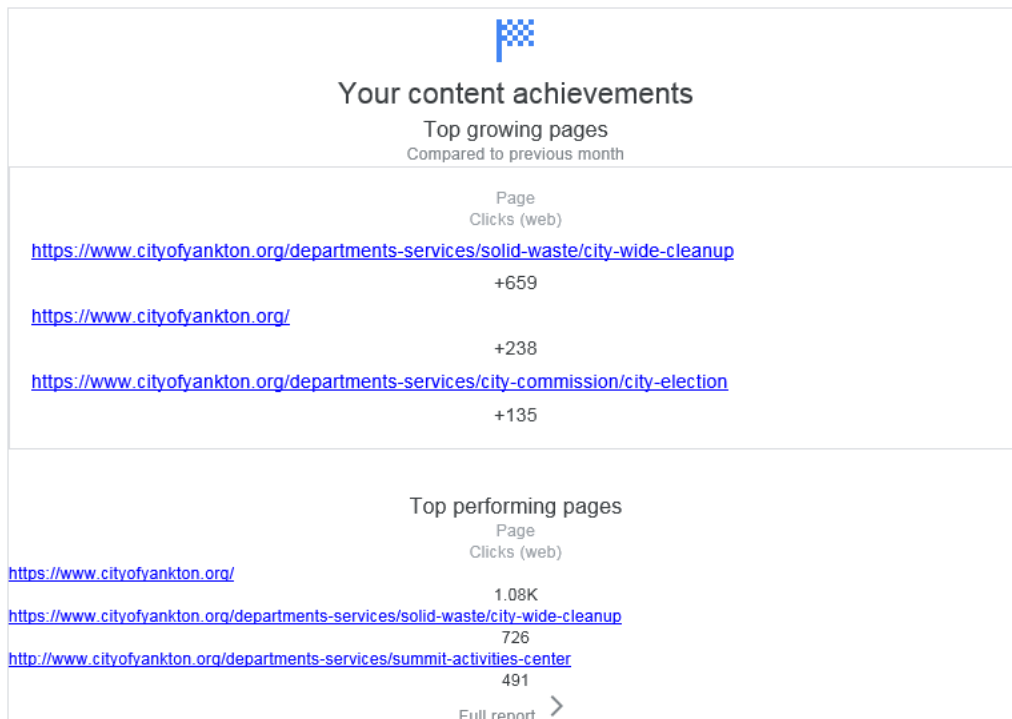 Your content achievements
Top growing pages
Compared to previous month
Page
Clicks (web)
https://www.cityofyankton.org/departments-services/solid-waste/city-wide-cleanup
+659
https://www.cityofyankton.org/
+238
https://www.cityofyankton.org/departments-services/city-commission/city-election
+135
Top performing pages
Page
Clicks (web)
https://www.cityofyankton.org/
1.08K
https://www.cityofyankton.org/departments-services/solid-waste/city-wide-cleanup
726
http://www.cityofyankton.org/departments-services/summit-activities-center
491
Full report